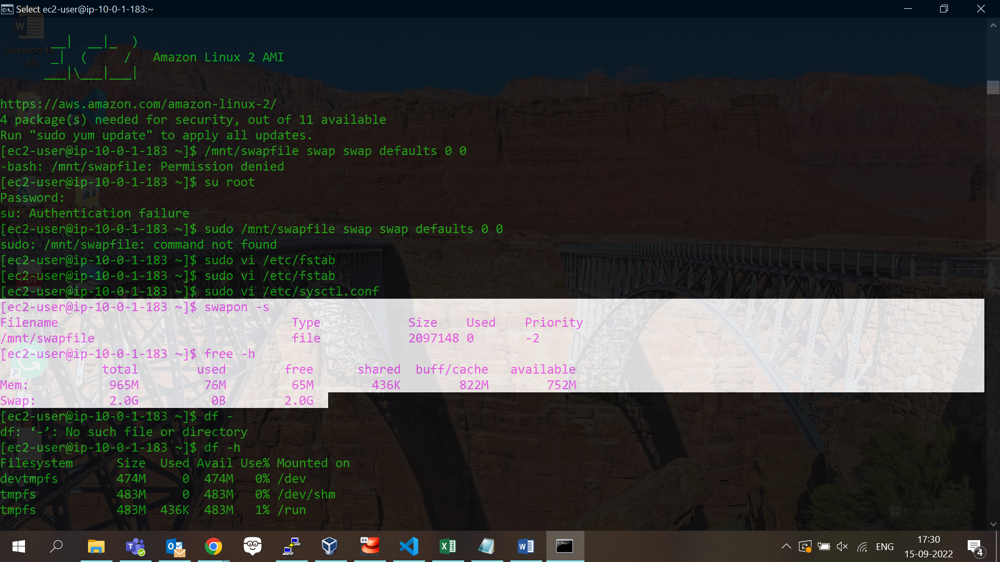 Select ec2-user@ip-10-0-1-183:~
Question 41
- 60
__|  __|_  )
_|  (     /   Amazon Linux 2 AMI
___|\___|___|
https://aws.amazon.com/amazon-linux-2/
4 package(s) needed for security, out of 11 available
Run "sudo yum update" to apply all updates.
[ec2-user@ip-10-0-1-183 ~]$ /mnt/swapfile swap swap defaults 0 0
-bash: /mnt/swapfile: Permission denied
[ec2-user@ip-10-0-1-183 ~]$ su root
Password:
su: Authentication failure
Recycle Bin
py
[ec2-user@ip-10-0-1-183 ~]$ sudo /mnt/swapfile swap swap defaults 0 0
sudo: /mnt/swapfile: command not found
[ec2-user@ip-10-0-1-183 ~]$ sudo vi /etc/fstab
[ec2-user@ip-10-0-1-183 ~]$ sudo vi /etc/fstab
[ec2-user@ip-10-0-1-183 ~]$ sudo vi /etc/sysctl.conf
[ec2-user@ip-10-0-1-183 ~]$ swapon -s
Filename Type Size Used Priority
/mnt/swapfile file 2097148 0 -2
[ec2-user@ip-10-0-1-183 ~]$ free -h
total used free shared buff/cache available
Mem: 965M 76M 65M 436K 822M 752M
Swap: 2.0G 0B 2.0G
[ec2-user@ip-10-0-1-183 ~]$ df -
df: ‘-’: No such file or directory
[ec2-user@ip-10-0-1-183 ~]$ df -h
Filesystem Size Used Avail Use% Mounted on
devtmpfs 474M 0 474M 0% /dev
tmpfs 483M 0 483M 0% /dev/shm
tmpfs 483M 436K 483M 1% /run
Microsoft Bing
64
ENG
17:30
15-09-2022
4